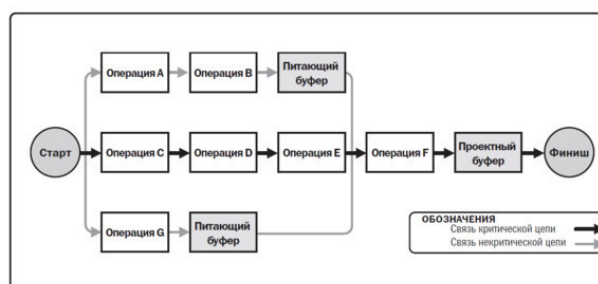 Операция A
Операция B
Питающий
буфер
Старт
Операция C
Операция D
Операция E
Операция F
Проектный
буфер
Финиш
Операция G
Питающий
буфер
ОБОЗНАЧЕНИЯ
Связь критической цепи
Связь некритической цепи